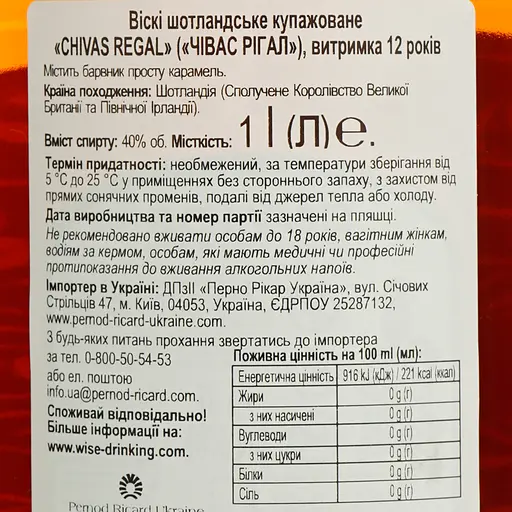 Віскі шотландське купажоване
«CHIVAS REGAL» («ЧІВАС РІГАЛ»), витримка 12 років
Містить барвник просту карамель.
Країна походження: Шотландія (Сполучене Королівство Великої
Британії та Північної Ірландії).
Вміст спирту: 40% об. Місткість: 1 l (Л) e.
Термін придатності: необмежений, за температури зберігання від
5 °C до 25 °C у приміщеннях без стороннього запаху, з захистом від
прямих сонячних променів, подалі від джерел тепла або холоду.
Дата виробництва та номер партії зазначені на пляшці.
Не рекомендовано вживати особам до 18 років, вагітним жінкам,
водіям за кермом, особам, які мають медичні чи професійні
протипоказання до вживання алкогольних напоїв.
Імпортер в Україні: ДПзІІ «Перно Рікар Україна», вул. Січових
Стрільців 47, м. Київ, 04053, Україна, ЄДРПОУ 25287132,
www.pernod-ricard-ukraine.com.
З будь-яких питань прохання звертатись до імпортера
за тел. 0-800-50-54-53
або ел. поштою
info.ua@pernod-ricard.com.
Споживай відповідально!
Більше інформації на:
www.wise-drinking.com.
Pernod Ricard Ukraine
Поживна цінність на 100 ml (мл):
Енергетична цінність 916 kJ (кДж) / 221 kcal (ккал)
Жири 0 g (г)
з них насичені 0 g (г)
Вуглеводи 0 g (г)
з них цукри 0 g (г)
Білки 0 g (г)
Сіль 0 g (г)